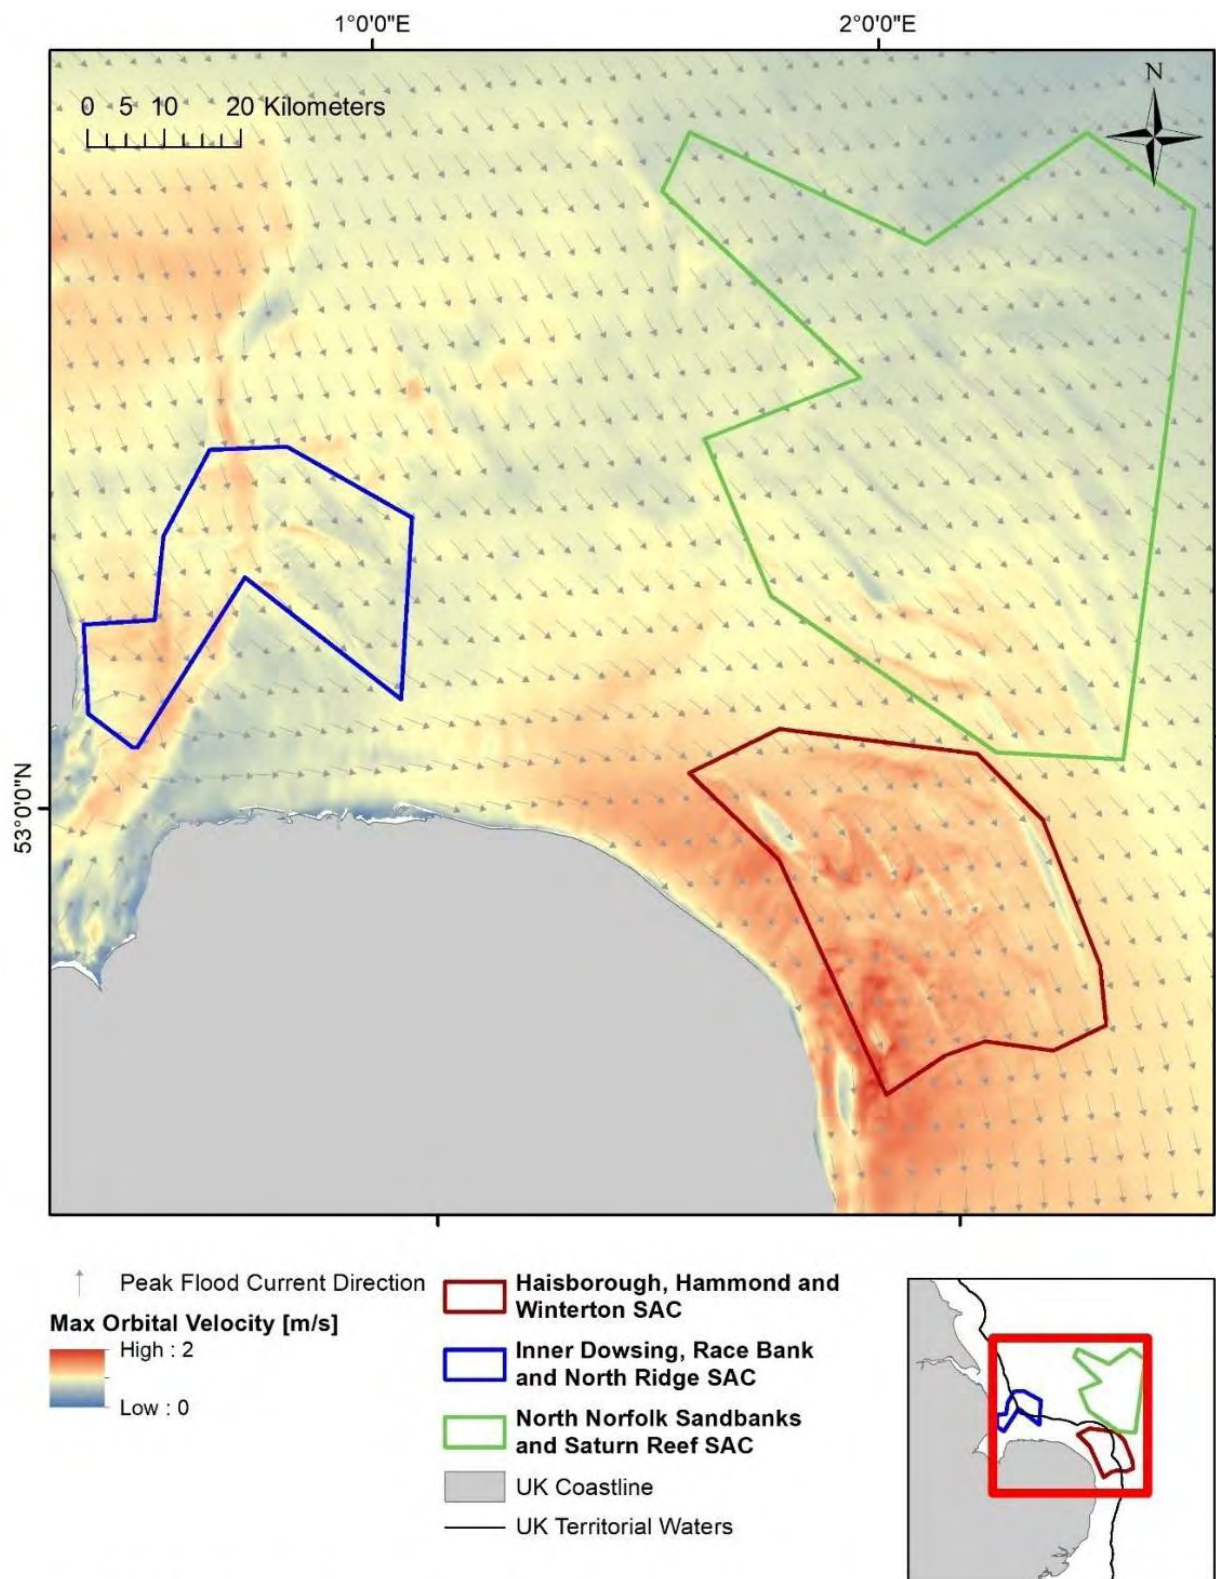 1°0'0"E 2°0'0"E
N
0 5 10 20 Kilometers
53°0'0"N
Peak Flood Current Direction
Max Orbital Velocity [m/s]
High : 2
Low : 0
Haisborough, Hammond and
Winterton SAC
Inner Dowsing, Race Bank
and North Ridge SAC
North Norfolk Sandbanks
and Saturn Reef SAC
UK Coastline
UK Territorial Waters